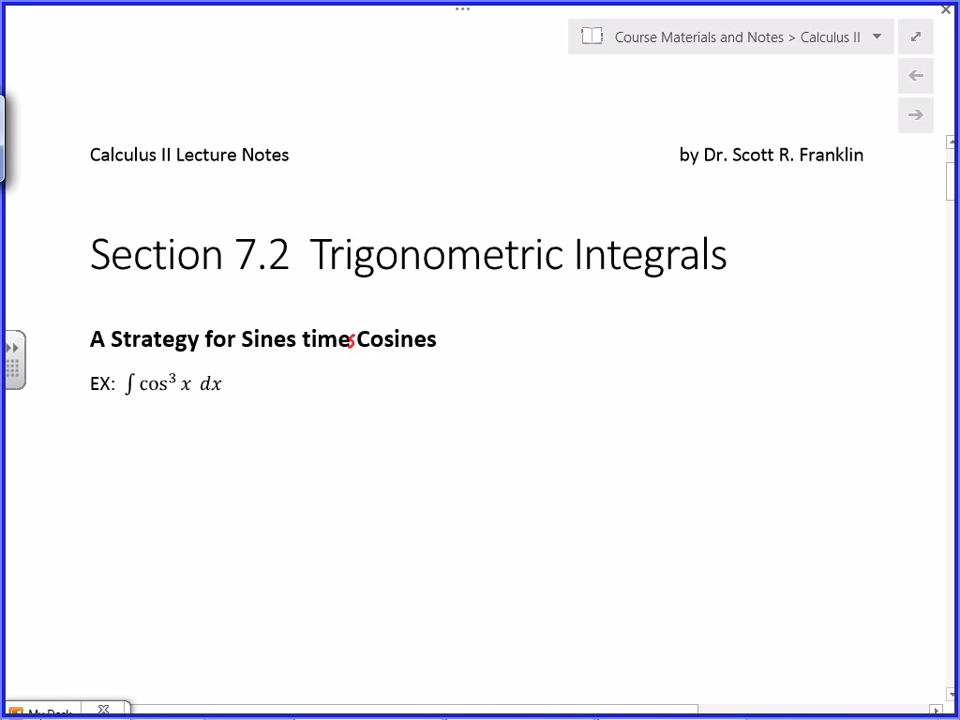 Course Materials and Notes > Calculus II
Calculus II Lecture Notes
by Dr. Scott R. Franklin
Section 7.2 Trigonometric Integrals
A Strategy for Sines times Cosines
EX: ∫ cos³ x dx